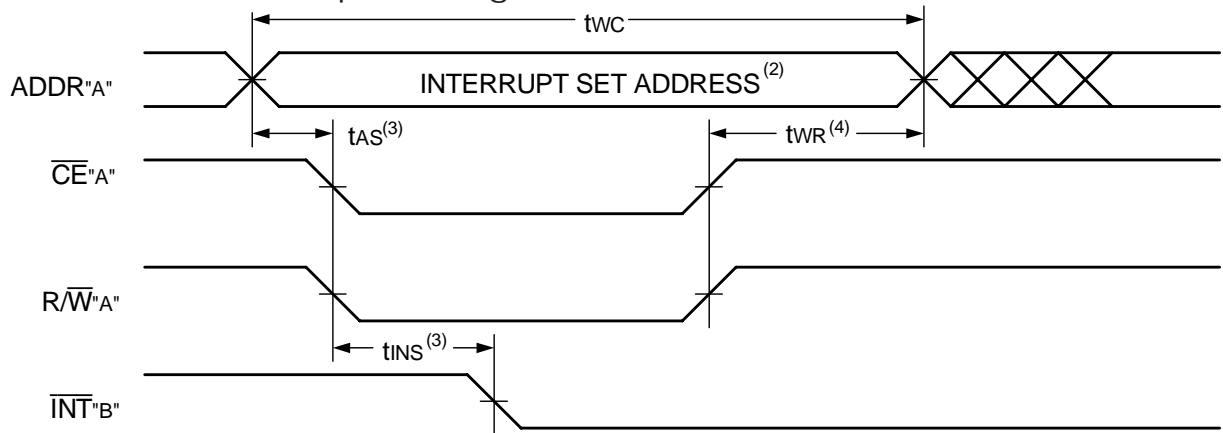 tWC
ADDR"A"
INTERRUPT SET ADDRESS(2)
tAS(3)
tWR(4)
CE"A"
R/W"A"
tINS(3)
INT"B"